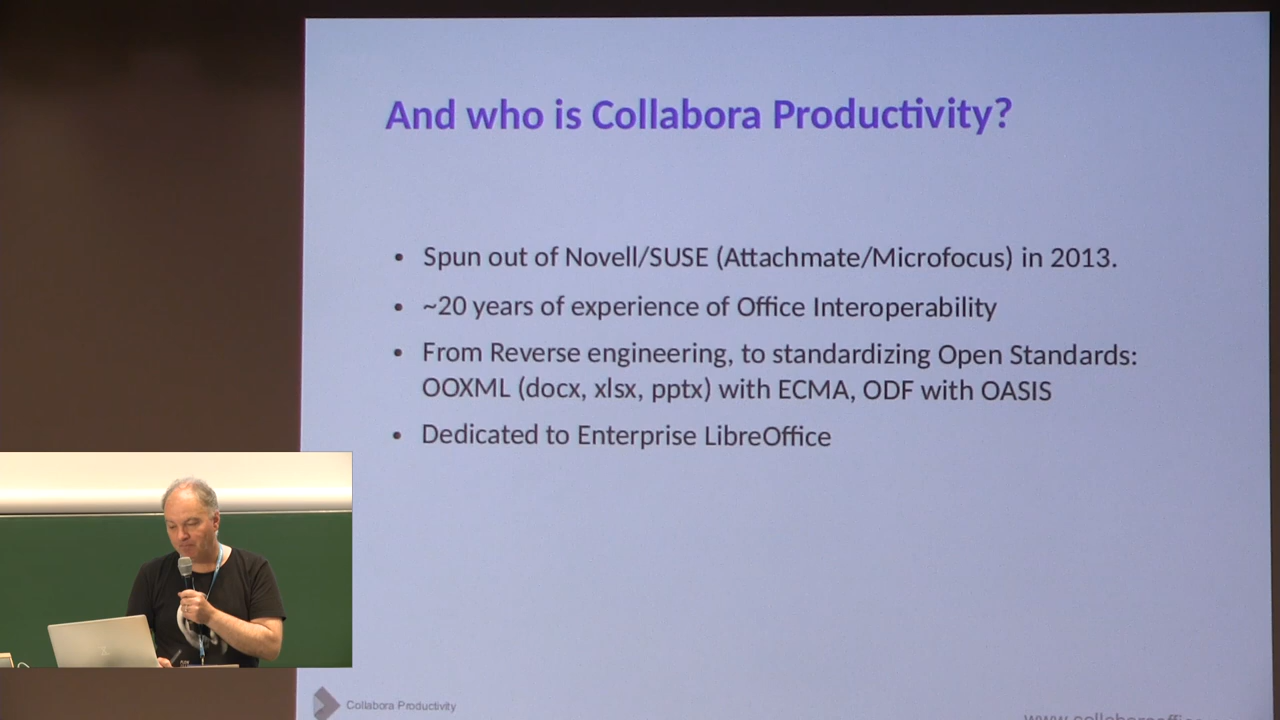 And who is Collabora Productivity?
• Spun out of Novell/SUSE (Attachmate/Microfocus) in 2013.
• ~20 years of experience of Office Interoperability
• From Reverse engineering, to standardizing Open Standards:
OOXML (docx, xlsx, pptx) with ECMA, ODF with OASIS
• Dedicated to Enterprise LibreOffice
Collabora Productivity